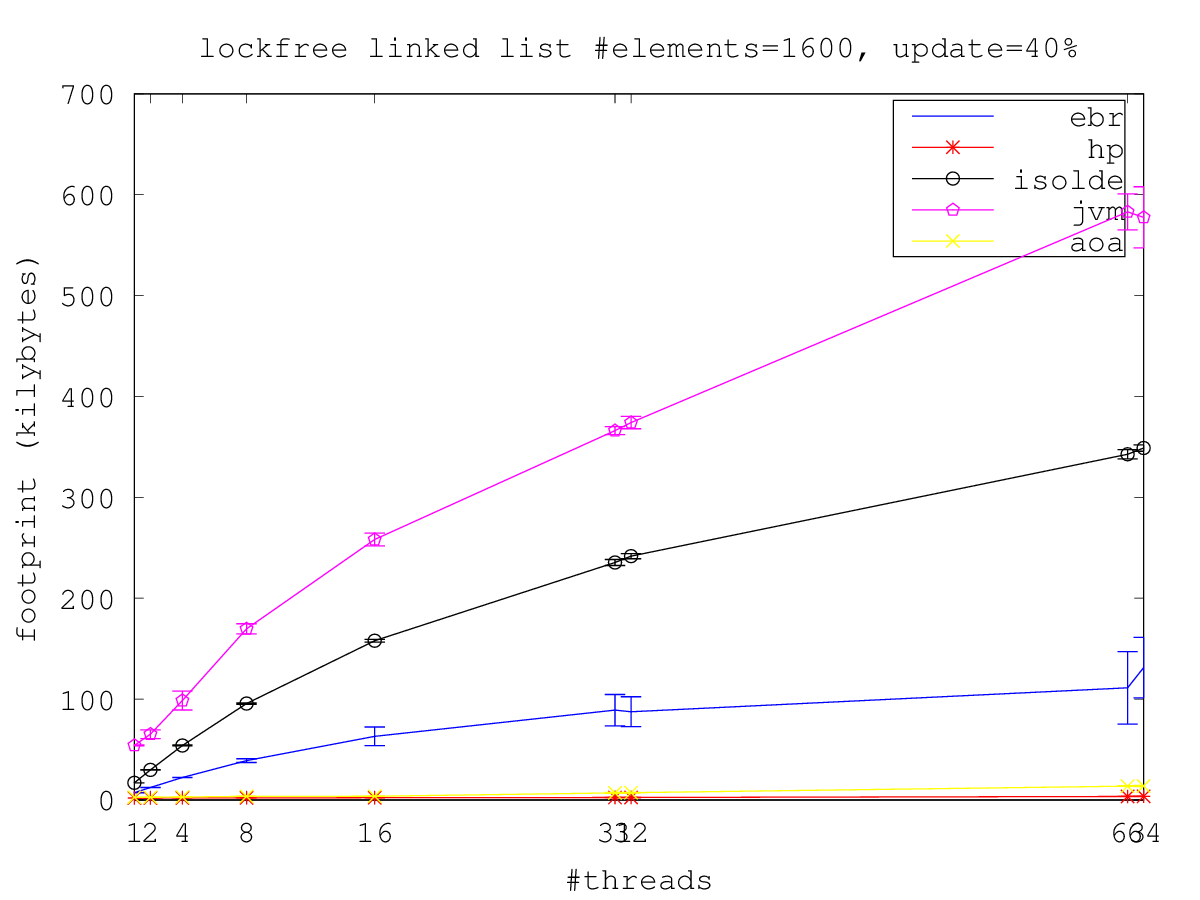 lockfree linked list #elements=1600, update=40%
700
600
500
400
300
200
100
0
footprint (kilybytes)
ebr
hp
isolde
jvm
aoa
1 2 4 8 16 31 32 63 64
#threads